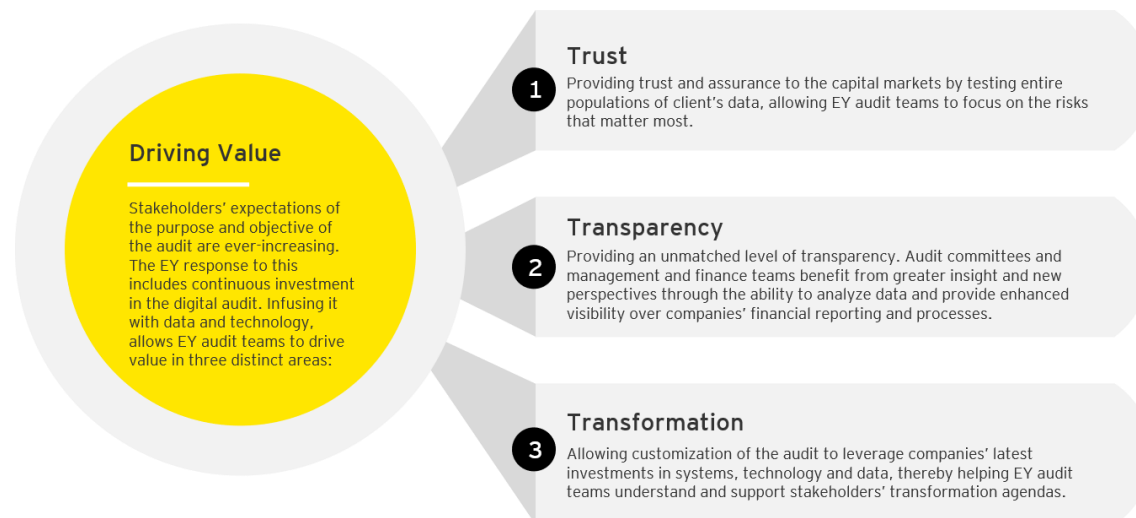 Driving Value
Stakeholders' expectations of
the purpose and objective of
the audit are ever-increasing.
The EY response to this
includes continuous investment
in the digital audit. Infusing it
with data and technology,
allows EY audit teams to drive
value in three distinct areas:
1
Trust
Providing trust and assurance to the capital markets by testing entire
populations of client's data, allowing EY audit teams to focus on the risks
that matter most.
2
Transparency
Providing an unmatched level of transparency. Audit committees and
management and finance teams benefit from greater insight and new
perspectives through the ability to analyze data and provide enhanced
visibility over companies' financial reporting and processes.
3
Transformation
Allowing customization of the audit to leverage companies' latest
investments in systems, technology and data, thereby helping EY audit
teams understand and support stakeholders' transformation agendas.